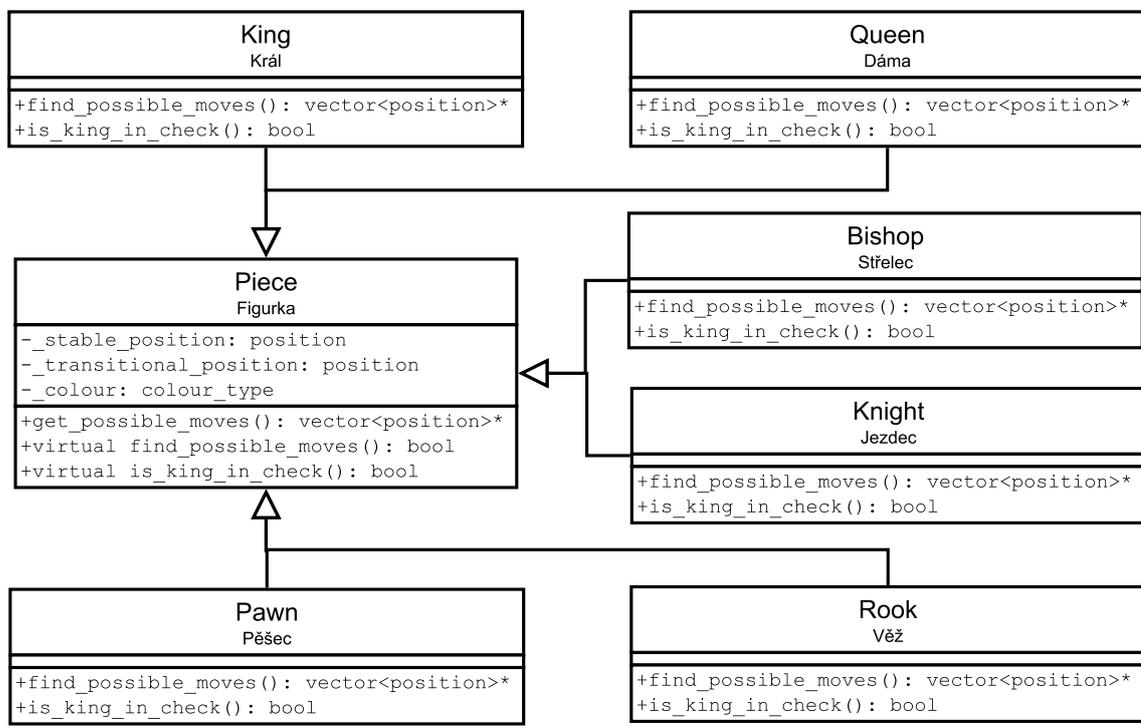 King
Král
+find_possible_moves(): vector<position>*
+is_king_in_check(): bool
Queen
Dáma
+find_possible_moves(): vector<position>*
+is_king_in_check(): bool
Piece
Figurka
-_stable_position: position
-_transitional_position: position
-_colour: colour_type
+get_possible_moves(): vector<position>*
+virtual find_possible_moves(): bool
+virtual is_king_in_check(): bool
Bishop
Střelec
+find_possible_moves(): vector<position>*
+is_king_in_check(): bool
Knight
Jezdec
+find_possible_moves(): vector<position>*
+is_king_in_check(): bool
Pawn
Pěšec
+find_possible_moves(): vector<position>*
+is_king_in_check(): bool
Rook
Věž
+find_possible_moves(): vector<position>*
+is_king_in_check(): bool